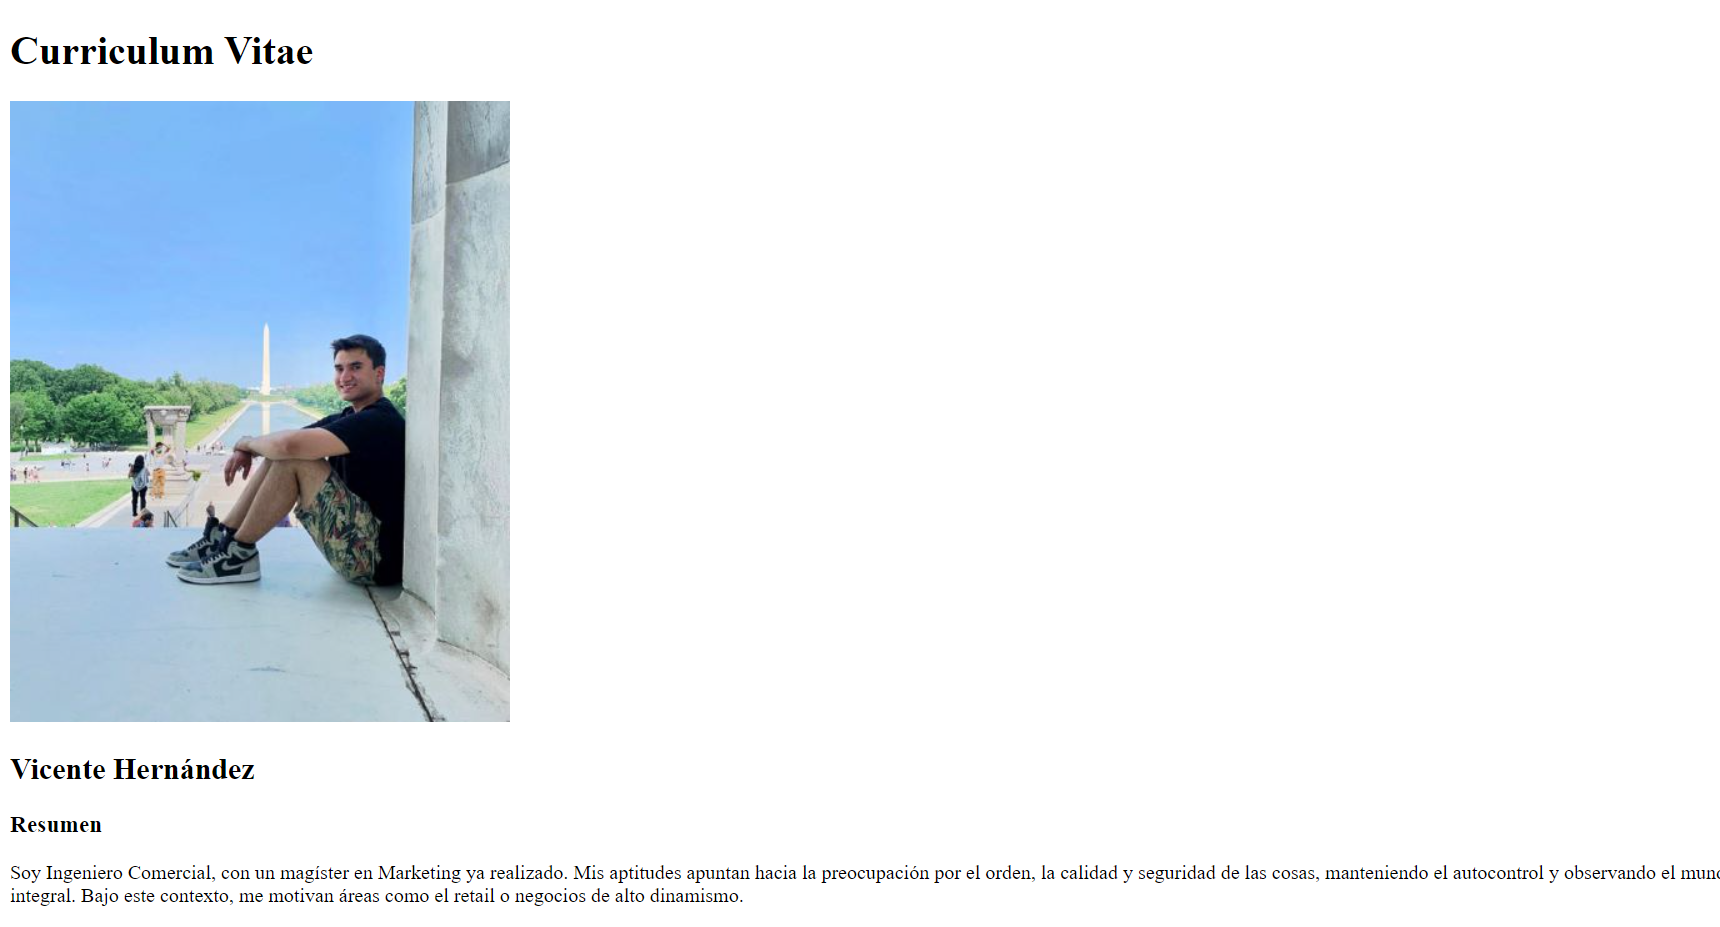 Curriculum Vitae
Vicente Hernández
Resumen
Soy Ingeniero Comercial, con un magíster en Marketing ya realizado. Mis aptitudes apuntan hacia la preocupación por el orden, la calidad y seguridad de las cosas, manteniendo el autocontrol y observando el
integral. Bajo este contexto, me motivan áreas como el retail o negocios de alto dinamismo.